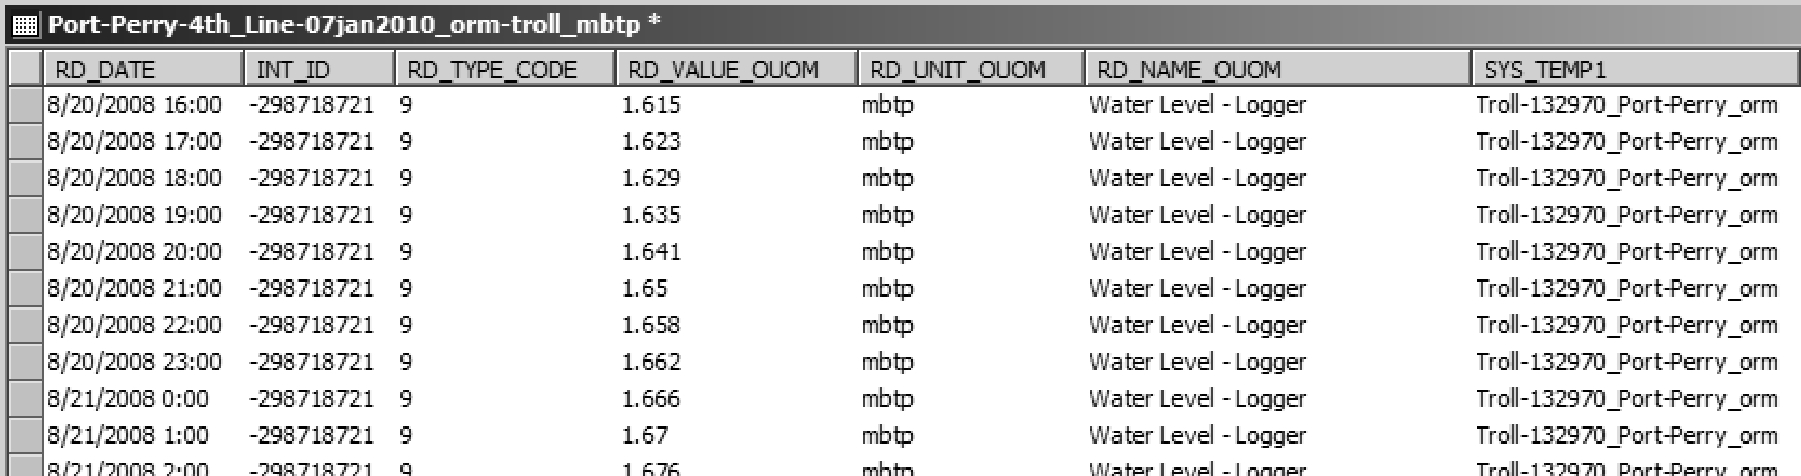 Port-Perry-4th_Line-07jan2010_orm-troll_mbtp *
RD_DATE INT_ID RD_TYPE_CODE RD_VALUE_OUOM RD_UNIT_OUOM RD_NAME_OUOM SYS_TEMP1
8/20/2008 16:00 -298718721 9 1.615 mbtp Water Level - Logger Troll-132970_Port-Perry_orm
8/20/2008 17:00 -298718721 9 1.623 mbtp Water Level - Logger Troll-132970_Port-Perry_orm
8/20/2008 18:00 -298718721 9 1.629 mbtp Water Level - Logger Troll-132970_Port-Perry_orm
8/20/2008 19:00 -298718721 9 1.635 mbtp Water Level - Logger Troll-132970_Port-Perry_orm
8/20/2008 20:00 -298718721 9 1.641 mbtp Water Level - Logger Troll-132970_Port-Perry_orm
8/20/2008 21:00 -298718721 9 1.65 mbtp Water Level - Logger Troll-132970_Port-Perry_orm
8/20/2008 22:00 -298718721 9 1.658 mbtp Water Level - Logger Troll-132970_Port-Perry_orm
8/20/2008 23:00 -298718721 9 1.662 mbtp Water Level - Logger Troll-132970_Port-Perry_orm
8/21/2008 0:00 -298718721 9 1.666 mbtp Water Level - Logger Troll-132970_Port-Perry_orm
8/21/2008 1:00 -298718721 9 1.67 mbtp Water Level - Logger Troll-132970_Port-Perry_orm
8/21/2008 2:00 -298718721 9 1.676 mbtp Water Level - Logger Troll-132970_Port-Perry_orm